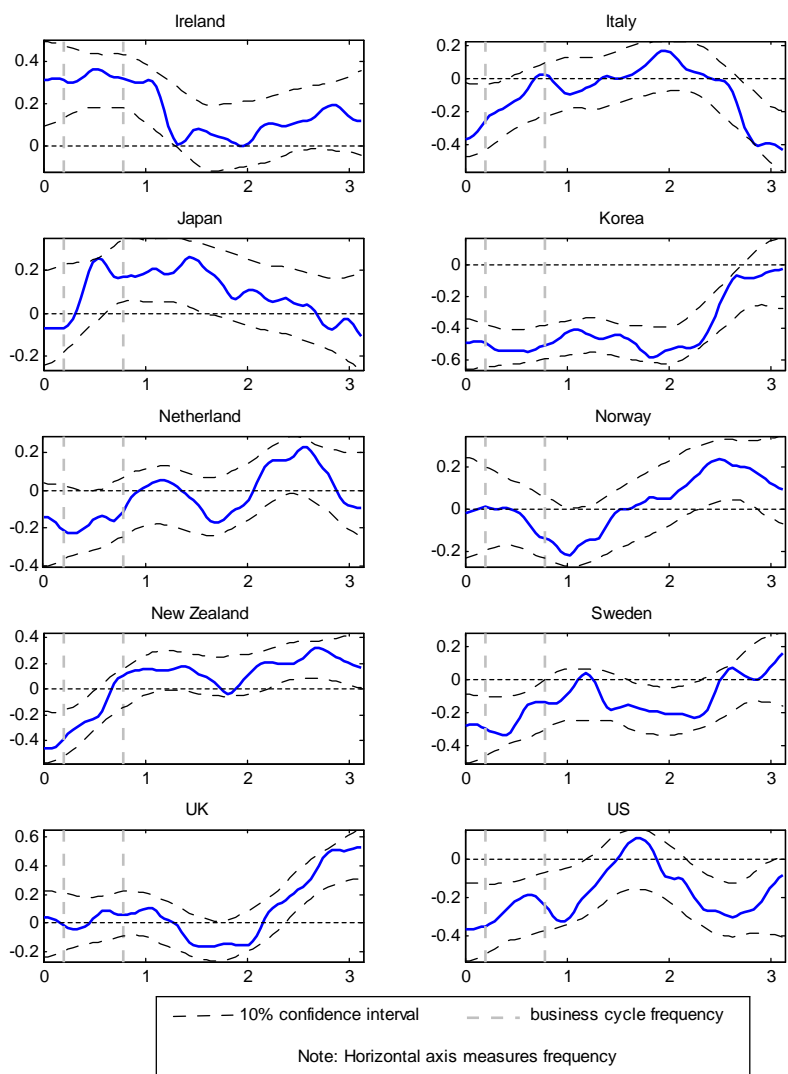 Ireland
0.4
0.2
0
0 1 2 3
Italy
0.2
0
-0.2
-0.4
0 1 2 3
Japan
0.2
0
-0.2
0 1 2 3
Korea
0
-0.2
-0.4
-0.6
0 1 2 3
Netherland
0.2
0
-0.2
-0.4
0 1 2 3
Norway
0.2
0
-0.2
0 1 2 3
New Zealand
0.4
0.2
0
-0.2
-0.4
0 1 2 3
Sweden
0.2
0
-0.2
-0.4
0 1 2 3
UK
0.6
0.4
0.2
0
-0.2
0 1 2 3
US
0
-0.2
-0.4
0 1 2 3
10% confidence interval business cycle frequency
Note: Horizontal axis measures frequency